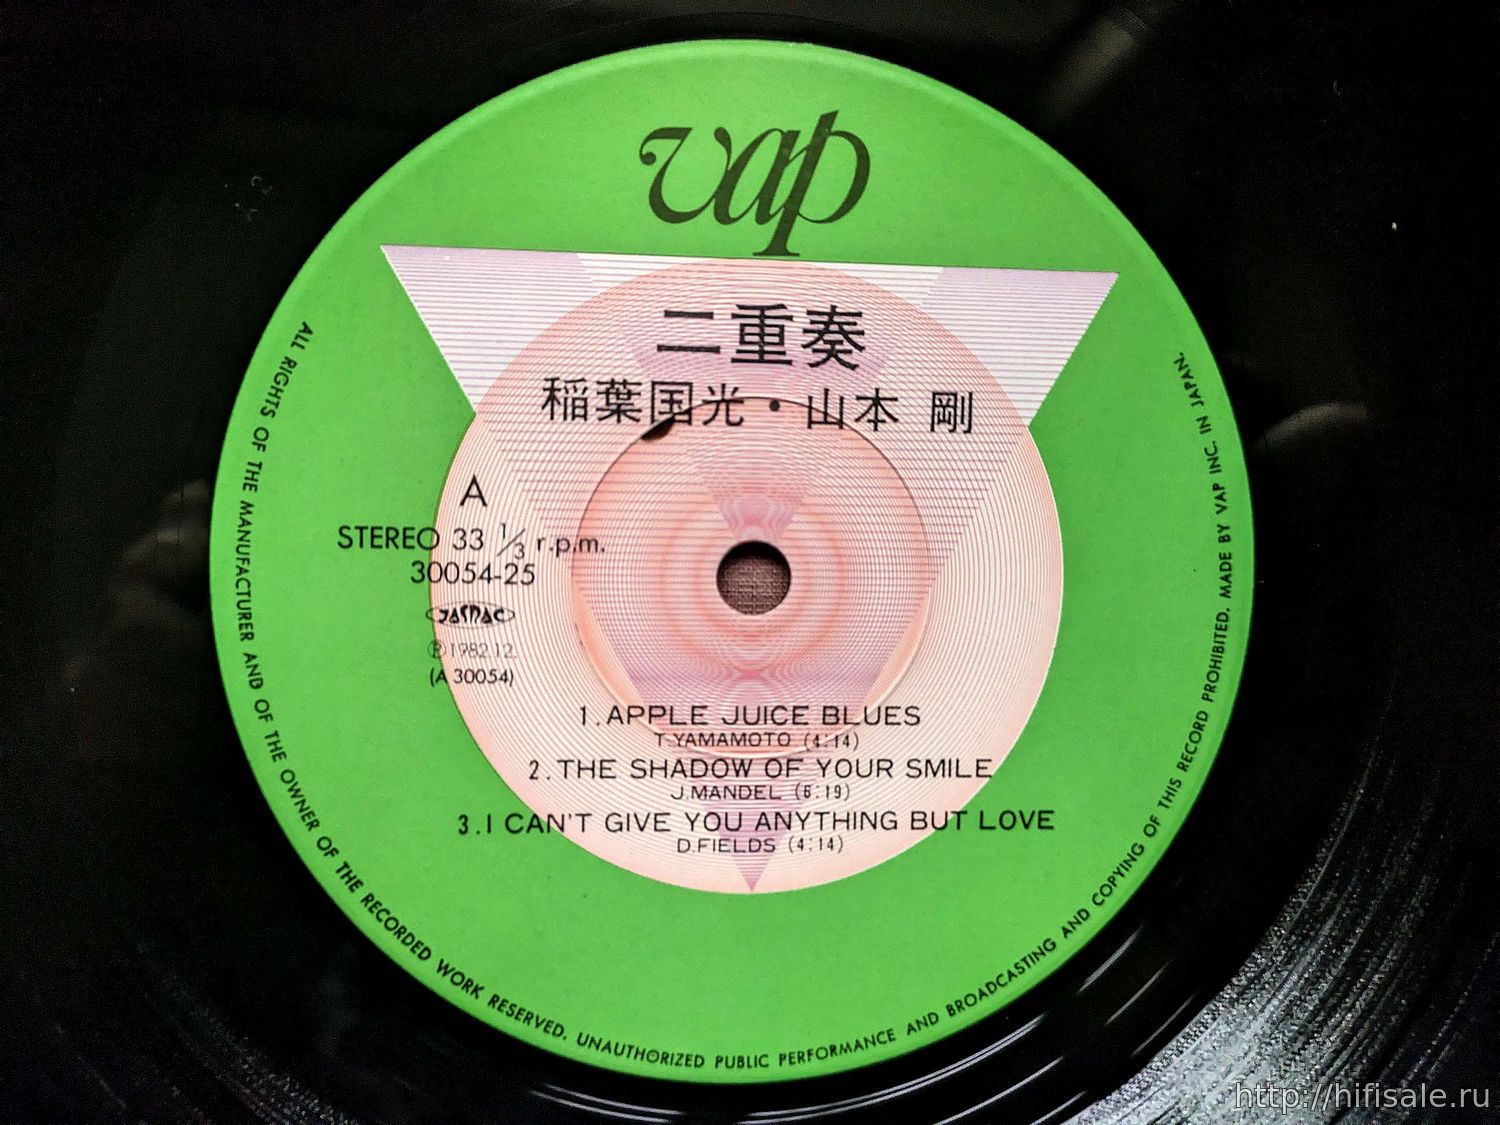 vap
二重奏
稲葉国光・山本 剛
A
STEREO 33 1/3 r.p.m.
30054-25
JASRAC
Ⓟ1982.12.
(A 30054)
1. APPLE JUICE BLUES
T.YAMAMOTO (4:14)
2. THE SHADOW OF YOUR SMILE
J.MANDEL (6:19)
3. I CAN'T GIVE YOU ANYTHING BUT LOVE
D.FIELDS (4:14)
ALL RIGHTS OF THE MANUFACTURER AND OF THE OWNER OF THE RECORDED WORK RESERVED. UNAUTHORIZED PUBLIC PERFORMANCE AND BROADCASTING AND COPYING OF THIS RECORD PROHIBITED. MADE BY VAP INC. IN JAPAN.
http://hifisale.ru